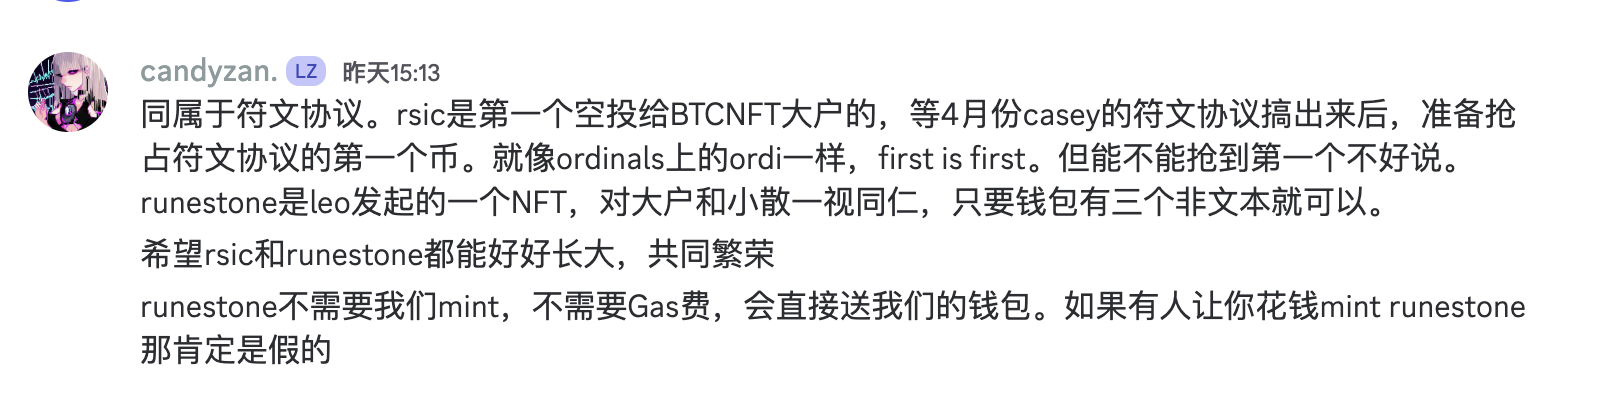 candyzan. LZ 昨天15:13
同属于符文协议。rsic是第一个空投给BTCNFT大户的，等4月份casey的符文协议搞出来后，准备抢
占符文协议的第一个币。就像ordinals上的ordi一样，first is first。但能不能抢到第一个不好说。
runestone是leo发起的一个NFT，对大户和小散一视同仁，只要钱包有三个非文本就可以。
希望rsic和runestone都能好好长大，共同繁荣
runestone不需要我们mint，不需要Gas费，会直接送我们的钱包。如果有人让你花钱mint runestone
那肯定是假的